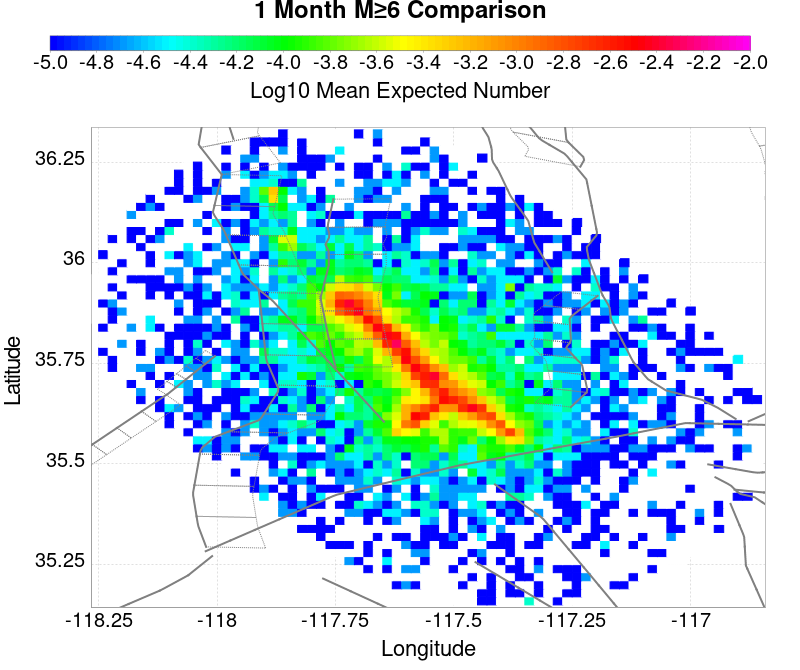 1 Month M≥6 Comparison
-5.0 -4.8 -4.6 -4.4 -4.2 -4.0 -3.8 -3.6 -3.4 -3.2 -3.0 -2.8 -2.6 -2.4 -2.2 -2.0
Log10 Mean Expected Number
36.25
36
35.75
35.5
35.25
Latitude
-118.25 -118 -117.75 -117.5 -117.25 -117
Longitude